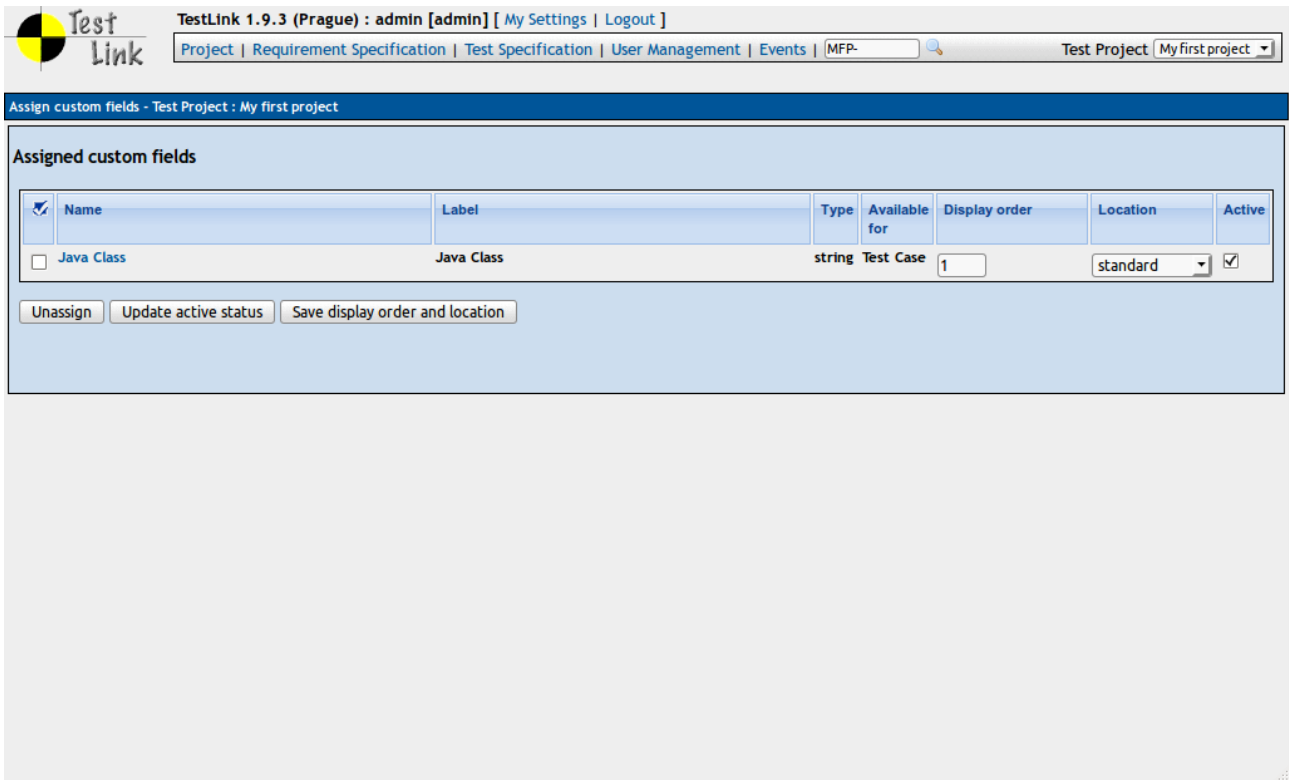 Test Link
TestLink 1.9.3 (Prague) : admin [admin] [ My Settings | Logout ]
Project | Requirement Specification | Test Specification | User Management | Events | MFP- Test Project My first project
Assign custom fields - Test Project : My first project
Assigned custom fields
Name Label Type Available for Display order Location Active
Java Class Java Class string Test Case 1 standard
Unassign Update active status Save display order and location